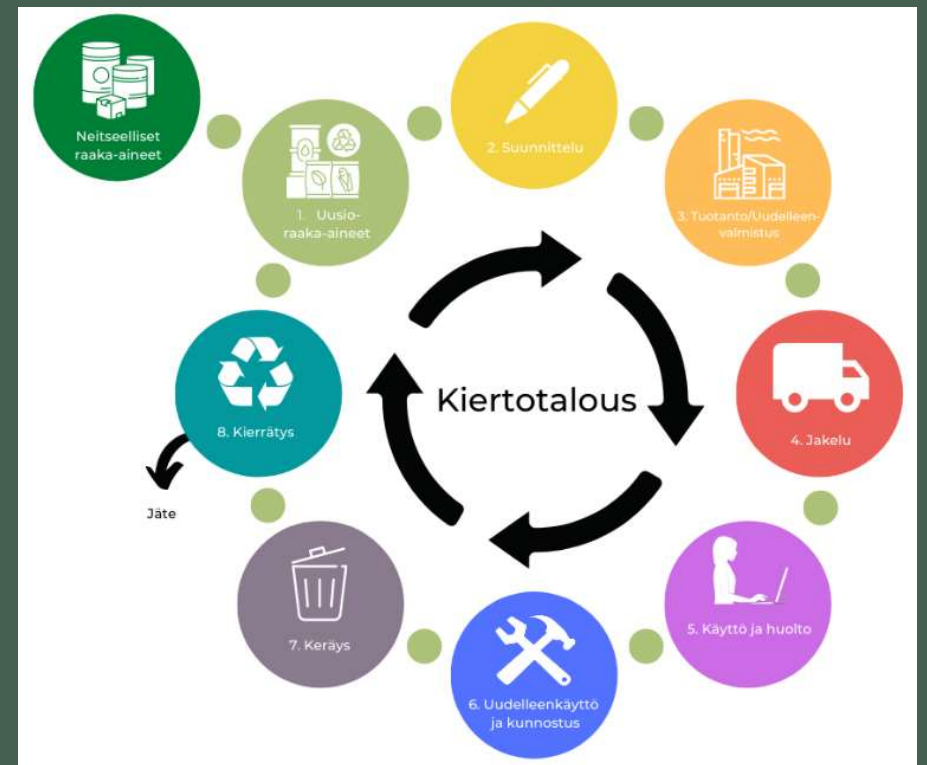 Neitseelliset
raaka-aineet
1. Uusio-
raaka-aineet
2. Suunnittelu
3. Tuotanto/Uudelleen-
valmistus
4. Jakelu
5. Käyttö ja huolto
6. Uudelleenkäyttö
ja kunnostus
7. Keräys
8. Kierrätys
Jäte
Kiertotalous